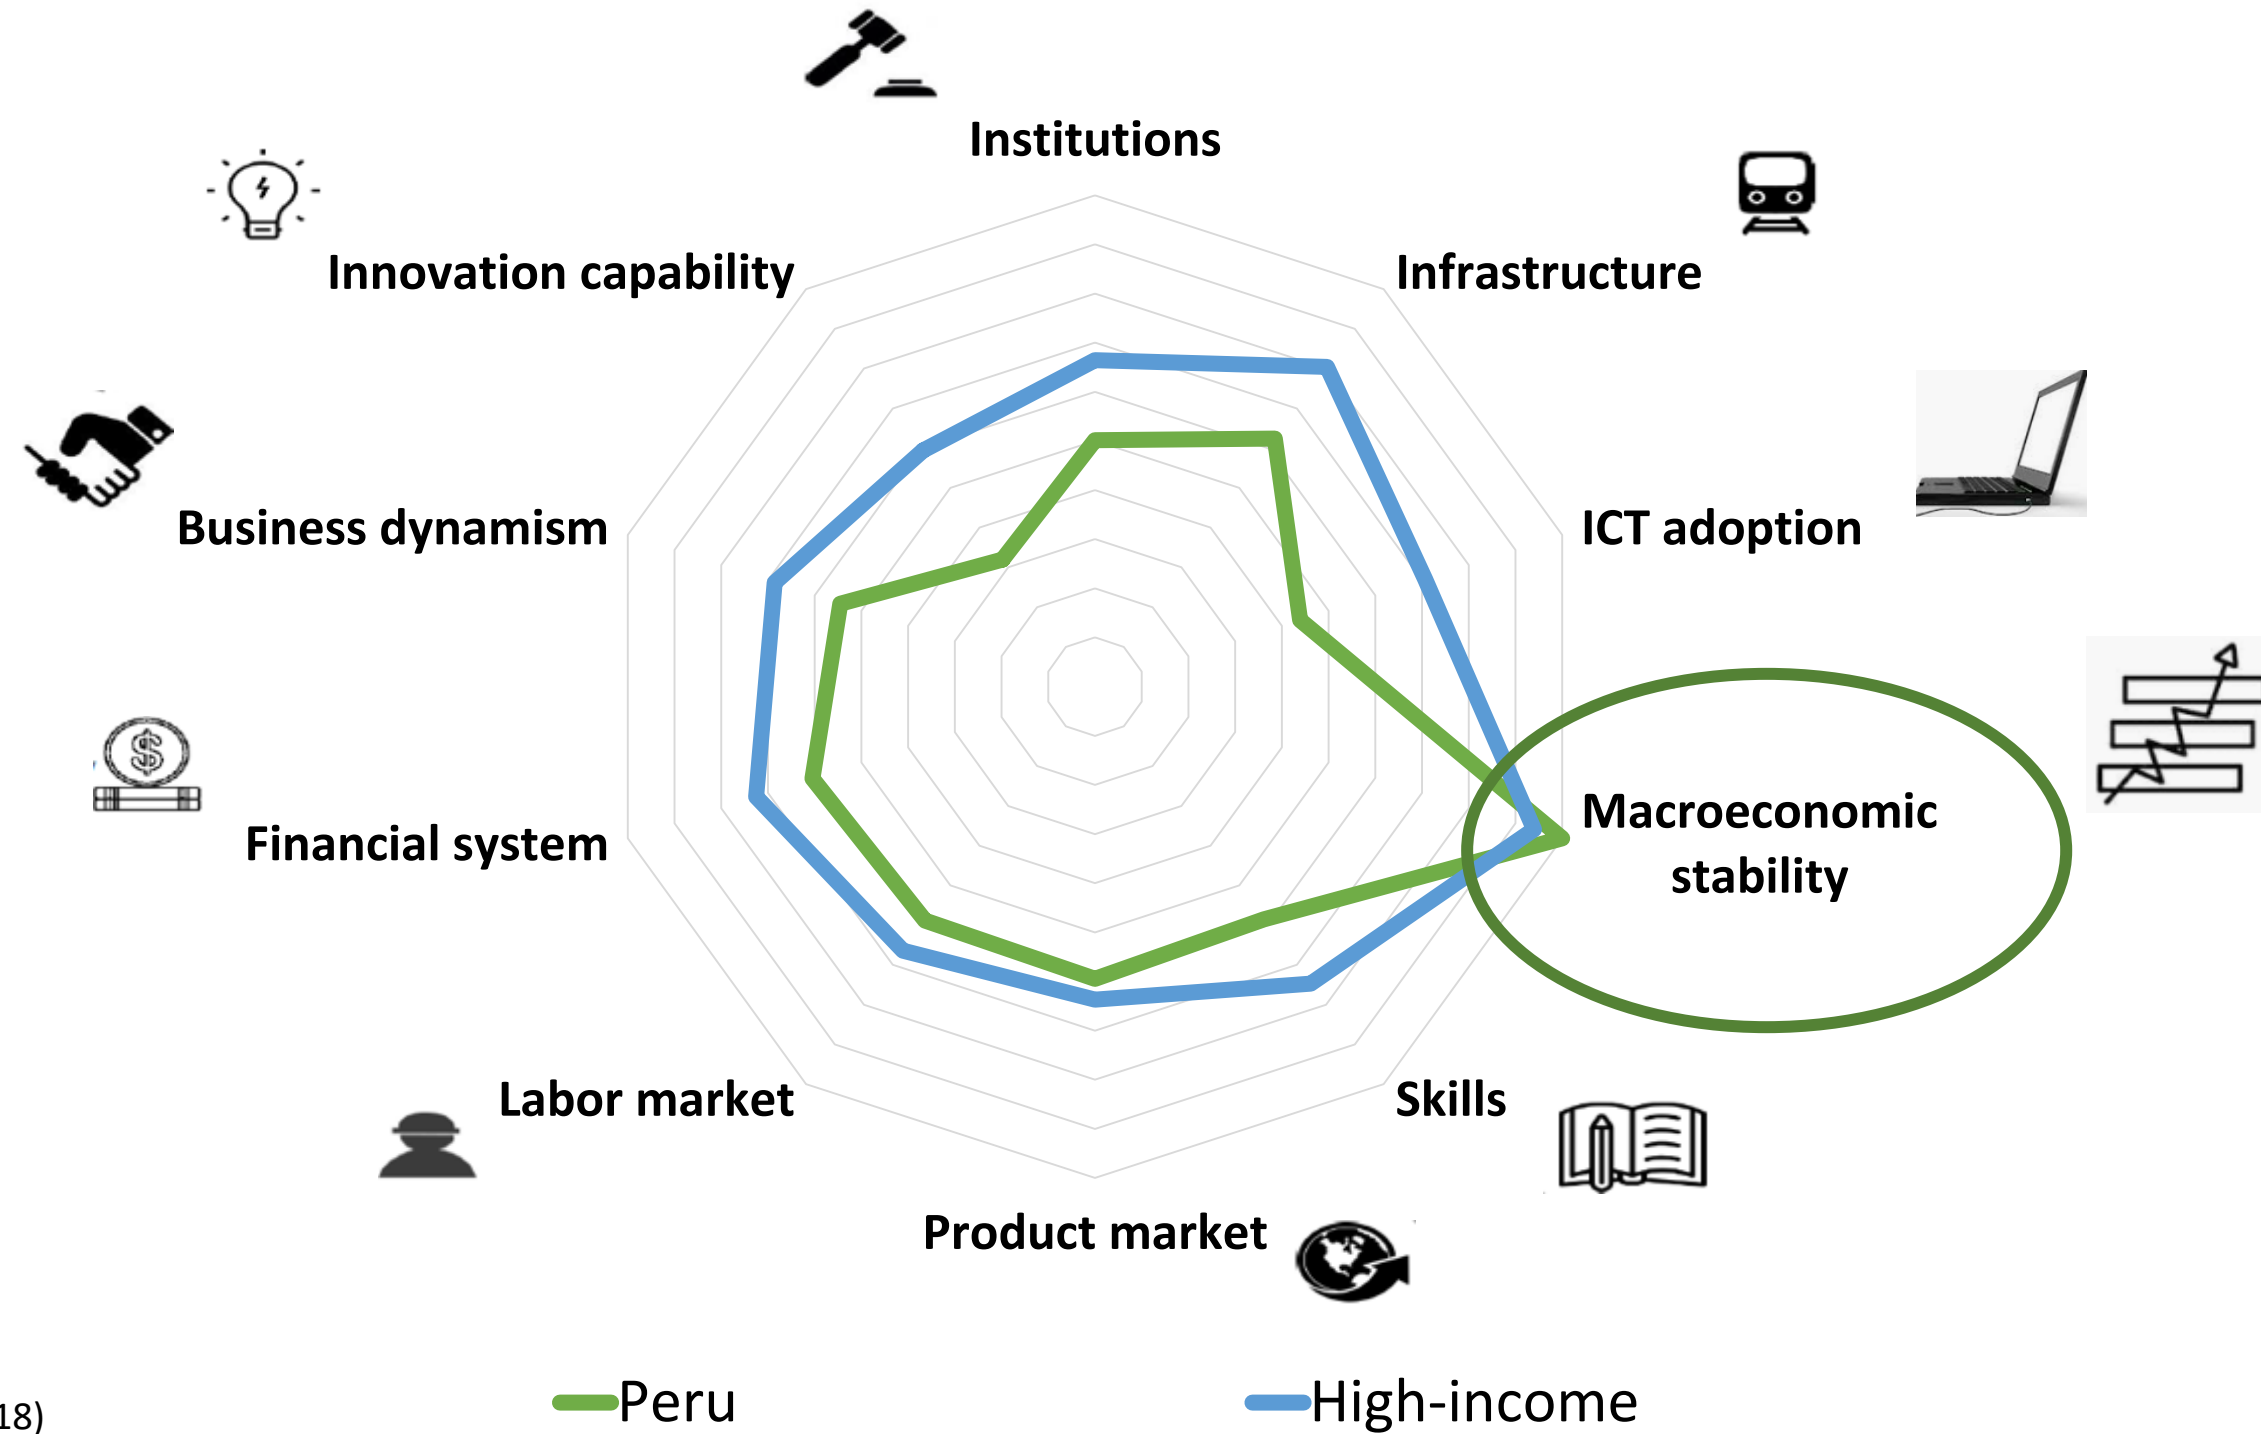 Institutions
Innovation capability
Infrastructure
Business dynamism
ICT adoption
Macroeconomic
stability
Financial system
Labor market
Skills
Product market
Peru
High-income
18)